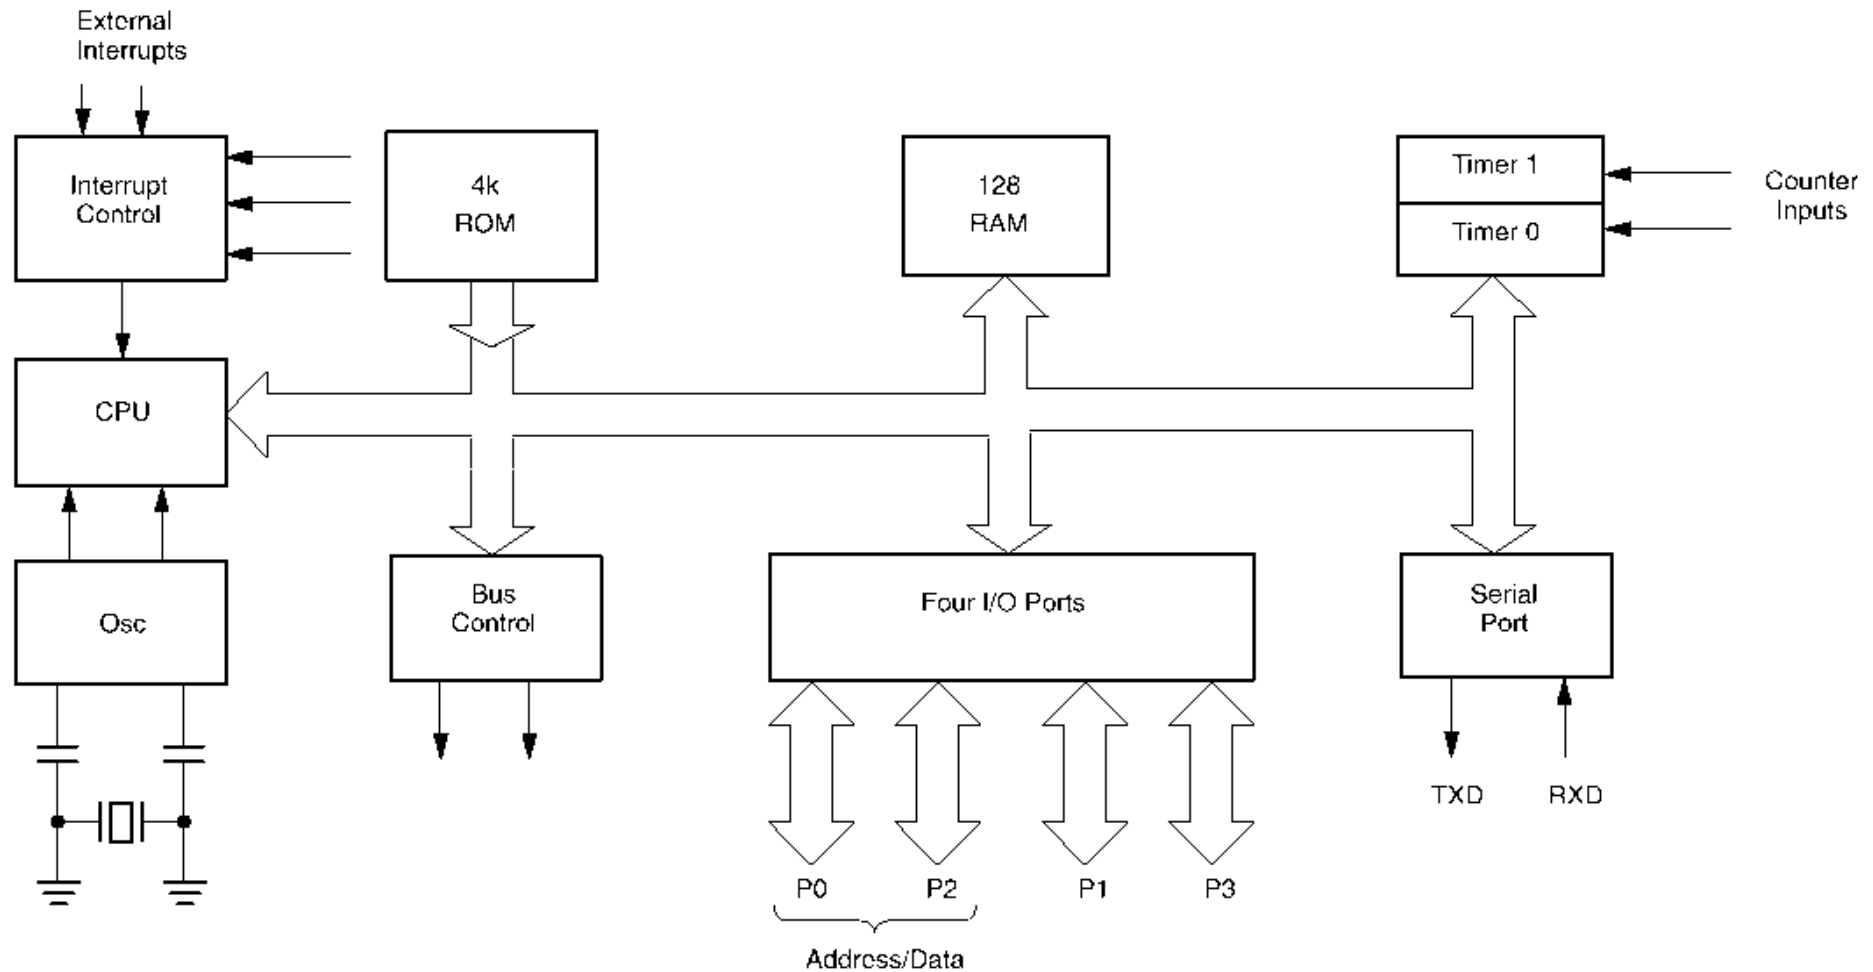 External
Interrupts
Interrupt
Control
4k
ROM
128
RAM
Timer 1
Timer 0
Counter
Inputs
CPU
Osc
Bus
Control
Four I/O Ports
Serial
Port
TXD
RXD
P0
P2
P1
P3
Address/Data